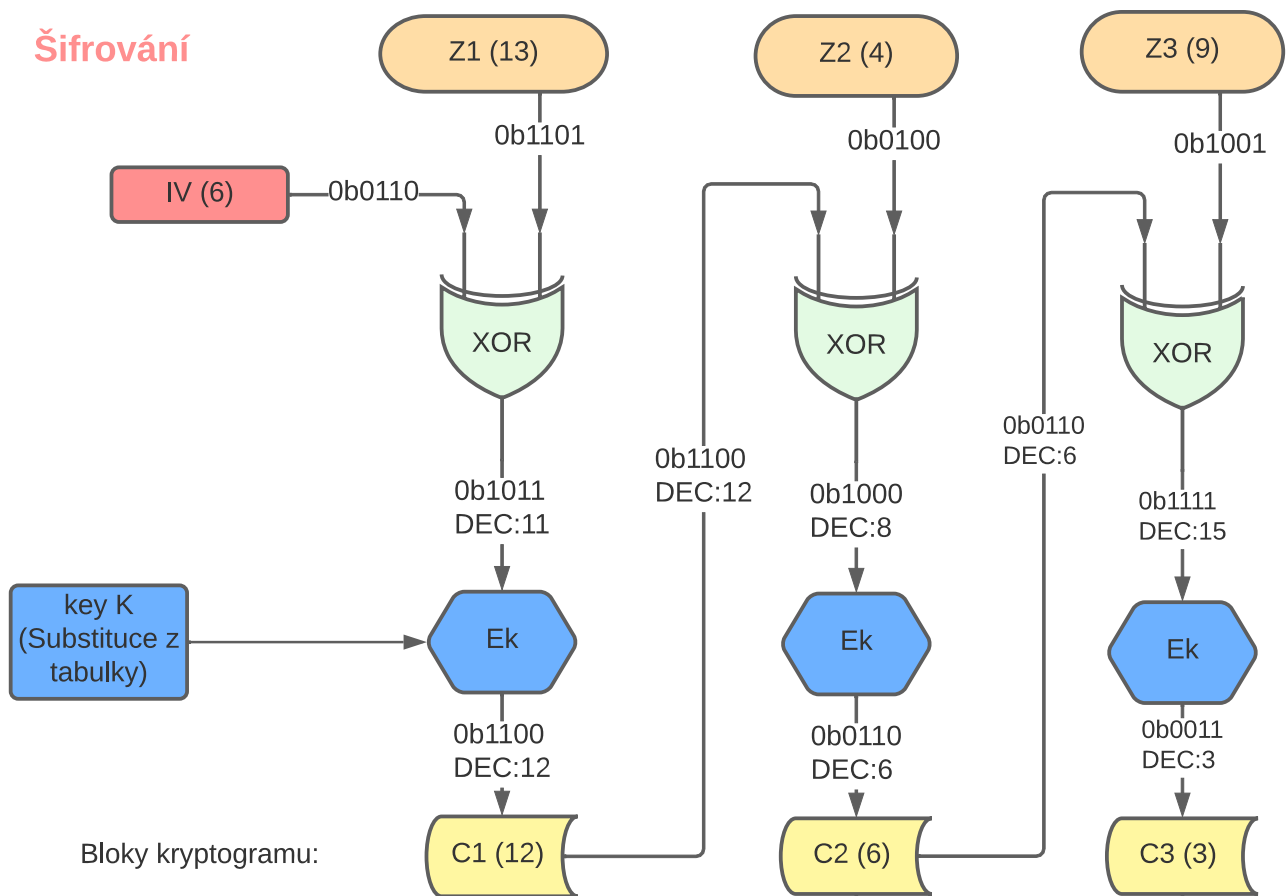 Šifrování
Z1 (13)
Z2 (4)
Z3 (9)
0b1101
0b0100
0b1001
IV (6)
0b0110
XOR
XOR
XOR
0b1100
DEC:12
0b0110
DEC:6
0b1011
DEC:11
0b1000
DEC:8
0b1111
DEC:15
key K
(Substituce z
tabulky)
Ek
Ek
Ek
0b1100
DEC:12
0b0110
DEC:6
0b0011
DEC:3
Bloky kryptogramu:
C1 (12)
C2 (6)
C3 (3)